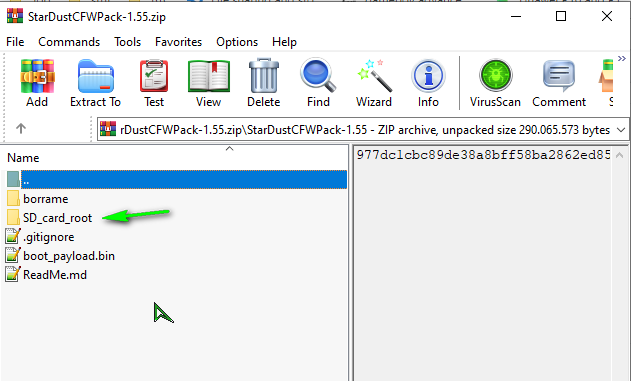 StarDustCFWPack-1.55.zip
File Commands Tools Favorites Options Help
Add Extract To Test View Delete Find Wizard Info VirusScan Comment
rDustCFWPack-1.55.zip\StarDustCFWPack-1.55 - ZIP archive, unpacked size 290.065.573 bytes
Name
..
977dc1cbc89de38a8bff58ba2862ed85
borrame
SD_card_root
.gitignore
boot_payload.bin
ReadMe.md